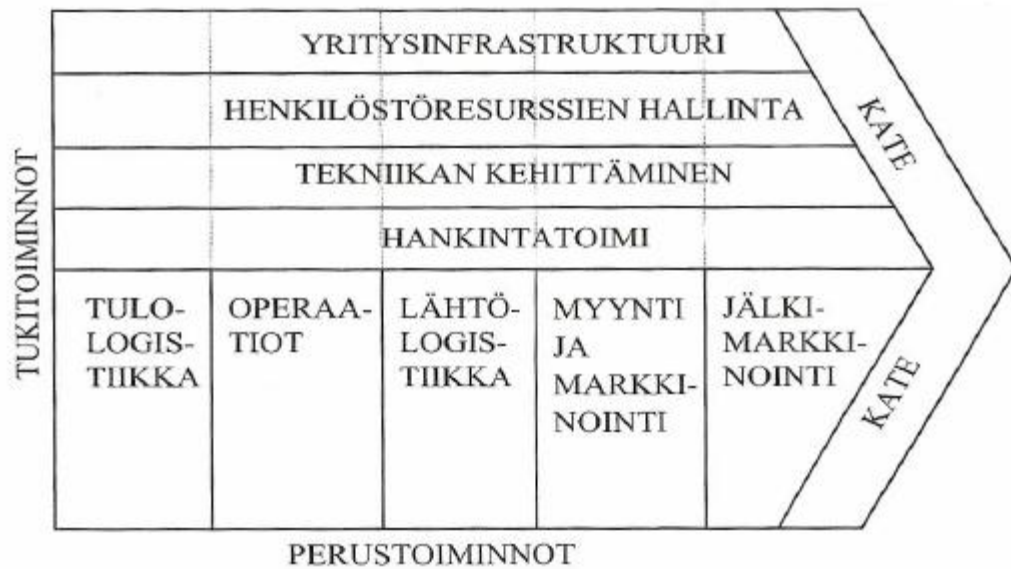 YRITYSINFRASTRUKTUURI
HENKILÖSTÖRESURSSIEN HALLINTA
TEKNIIKAN KEHITTÄMINEN
HANKINTATOIMI
TUKITOIMINNOT
KATE
TULO-
LOGIS-
TIIKKA
OPERAA-
TIOT
LÄHTÖ-
LOGIS-
TIIKKA
MYYNTI
JA
MARKKI-
NOINTI
JÄLKI-
MARKKI-
NOINTI
KATE
PERUSTOIMINNOT